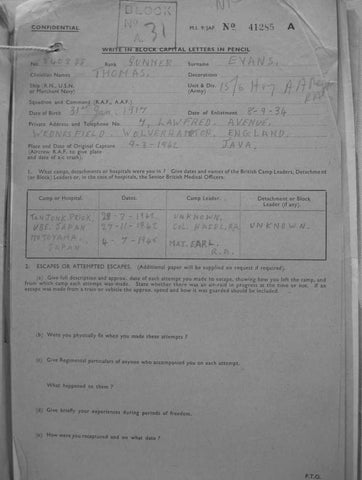 BLOCK
No
31
CONFIDENTIAL
M.I. 9/JAP No 41285 A
WRITE IN BLOCK CAPITAL LETTERS IN PENCIL
No. Rank GUNNER Surname EVANS.
Christian Names THOMAS. Decorations
Ship (R.N., U.S.N. or Merchant Navy) Unit & Div. (Army) HVY A.A.
Squadron and Command (R.A.F., A.A.F.)
Date of Birth 31st Jan. 1917 Date of Enlistment 8-9-34
Private Address and Telephone No. 7, LAWFRED AVENUE.
WEDNESFIELD. WOLVERHAMPTON. ENGLAND.
Place and Date of Original Capture 9-3-1942 JAVA.
(Aircrew R.A.F. to give place
and date of a/c crash).
1. What camps, detachments or hospitals were you in? Give dates and names of the British Camp Leaders, Detachment
(or Block) Leaders or, in the case of hospitals, the Senior British Medical Officers.
Camp or Hospital. Dates. Camp Leader. Detachment or Block Leader (if any).
TANJONK. PRIOK. 28-7-1942. UNKNOWN.
UBE. JAPAN 27-11-1942 COL. HAZEL. RA. UNKNOWN.
MOTOYAMA. JAPAN 4-7-1945 MAT. EARL. R.A.
2. ESCAPES OR ATTEMPTED ESCAPES. (Additional paper will be supplied on request if required).
(a) Give full description and approx. date of each attempt you made to escape, showing how you left the camp, and
from which camp each attempt was made. State whether there was an air-raid in progress at the time or not. If an
escape was made from a train or vehicle the approx. speed and how it was guarded should be included.
(b) Were you physically fit when you made these attempts?
(c) Give Regimental particulars of anyone who accompanied you on each attempt.
What happened to them?
(d) Give briefly your experiences during periods of freedom.
(e) How were you recaptured and on what date?
P.T.O.